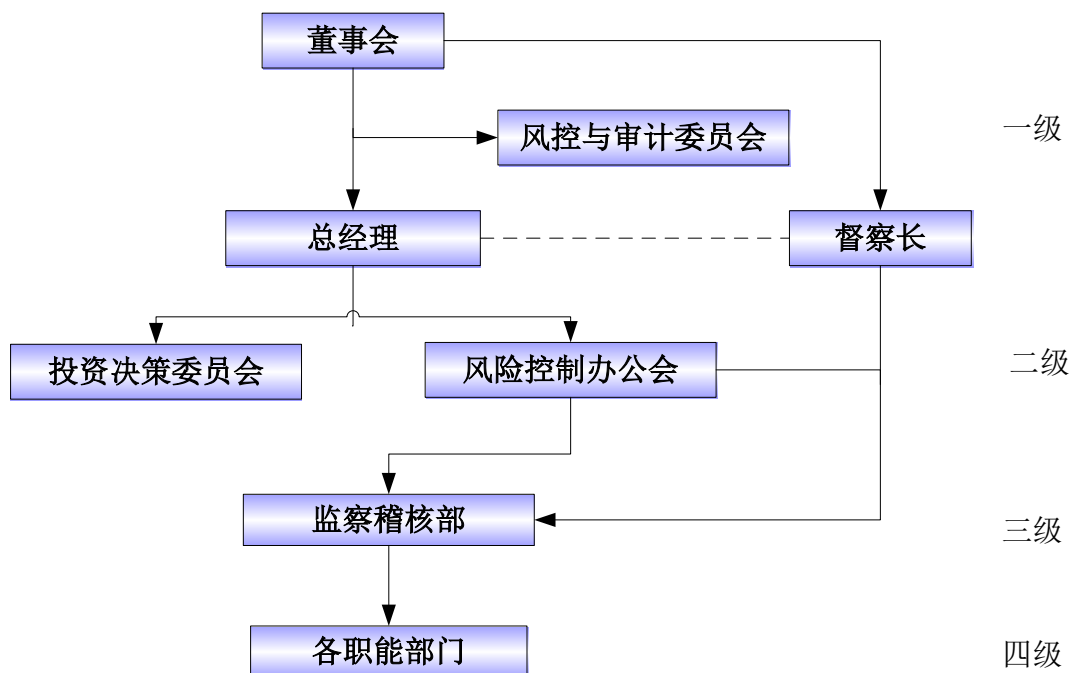 董事会
风控与审计委员会
一级
总经理
督察长
投资决策委员会
风险控制办公会
二级
监察稽核部
三级
各职能部门
四级